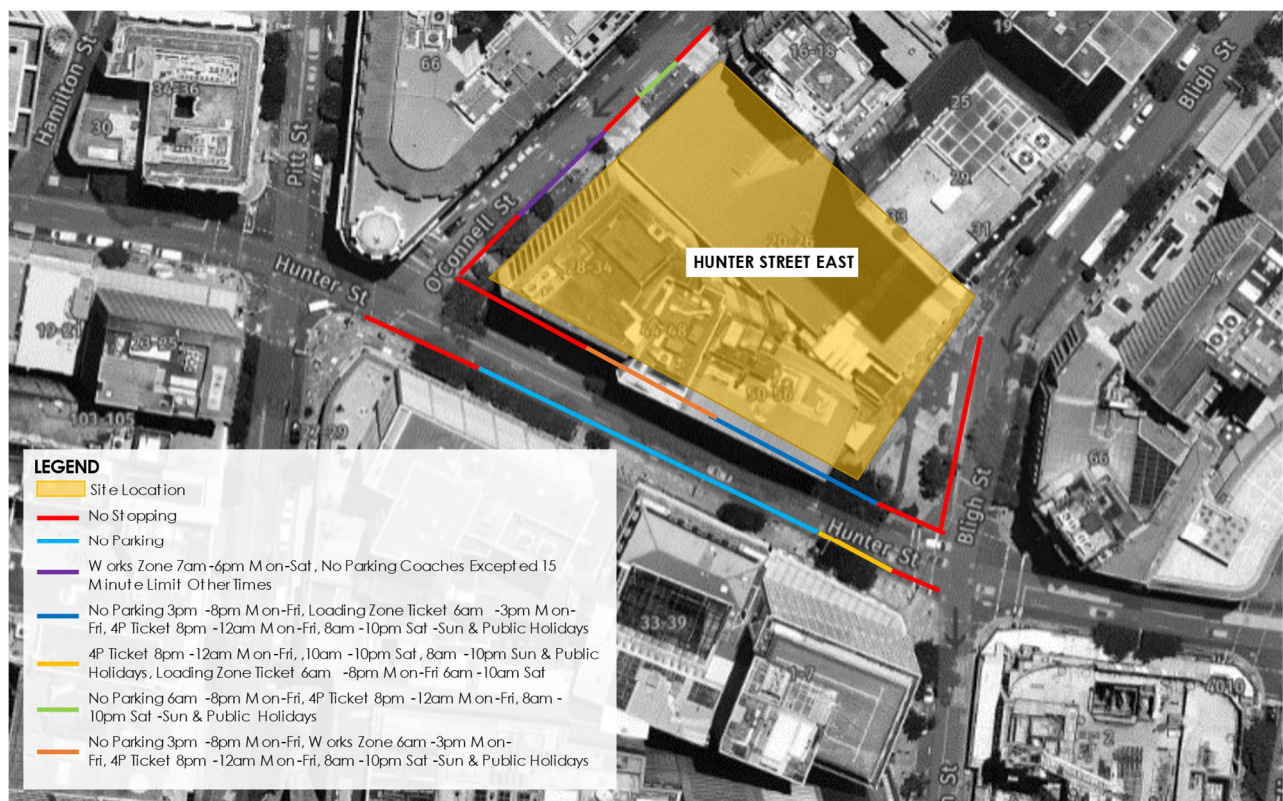 Hamilton St
34-36
30
Pitt St
66
16-18
19
25
Bligh St
29
33
31
20-26
HUNTER STREET EAST
O'Connell St
28-34
Hunter St
44-48
50-56
19-21
23-25
103-105
66
Bligh St
Hunter St
33-39
1-7
2
LEGEND
Site Location
No Stopping
No Parking
Works Zone 7am-6pm Mon-Sat, No Parking Coaches Excepted 15
Minute Limit Other Times
No Parking 3pm -8pm Mon-Fri, Loading Zone Ticket 6am -3pm Mon-
Fri, 4P Ticket 8pm -12am Mon-Fri, 8am -10pm Sat -Sun & Public Holidays
4P Ticket 8pm -12am Mon-Fri, ,10am -10pm Sat, 8am -10pm Sun & Public
Holidays, Loading Zone Ticket 6am -8pm Mon-Fri 6am -10am Sat
No Parking 6am -8pm Mon-Fri, 4P Ticket 8pm -12am Mon-Fri, 8am -
10pm Sat -Sun & Public Holidays
No Parking 3pm -8pm Mon-Fri, Works Zone 6am -3pm Mon-
Fri, 4P Ticket 8pm -12am Mon-Fri, 8am -10pm Sat -Sun & Public Holidays